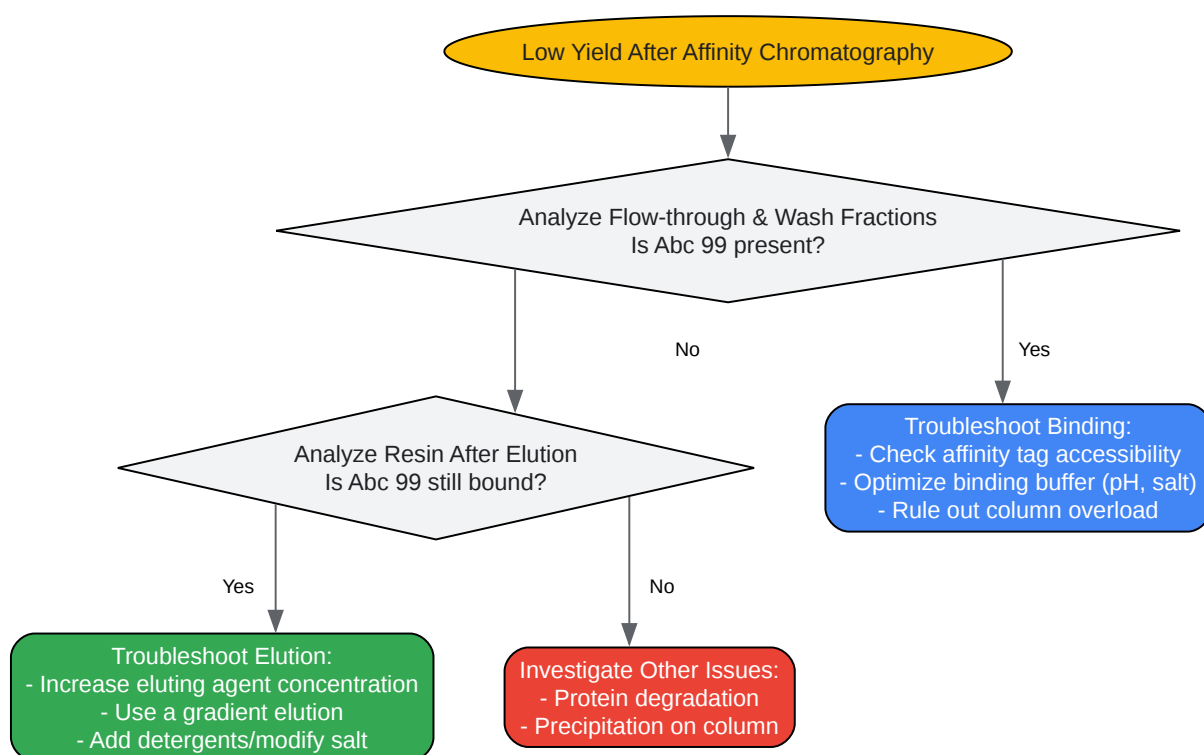 Low Yield After Affinity Chromatography
Analyze Flow-through & Wash Fractions
Is Abc 99 present?
No
Yes
Analyze Resin After Elution
Is Abc 99 still bound?
Troubleshoot Binding:
- Check affinity tag accessibility
- Optimize binding buffer (pH, salt)
- Rule out column overload
Yes
No
Troubleshoot Elution:
- Increase eluting agent concentration
- Use a gradient elution
- Add detergents/modify salt
Investigate Other Issues:
- Protein degradation
- Precipitation on column